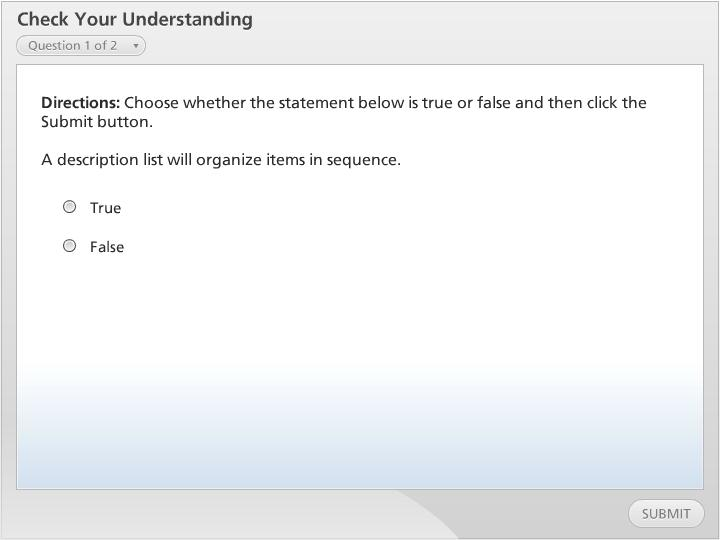 Check Your Understanding
Question 1 of 2
Directions: Choose whether the statement below is true or false and then click the
Submit button.
A description list will organize items in sequence.
True
False
SUBMIT